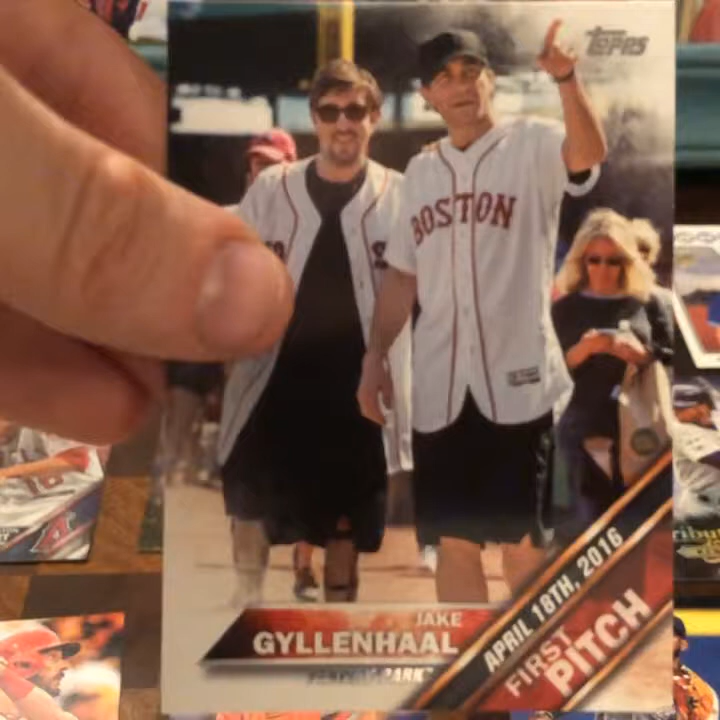 Topps
BOSTON
JAKE
GYLLENHAAL
APRIL 18TH, 2016
FIRST
PITCH